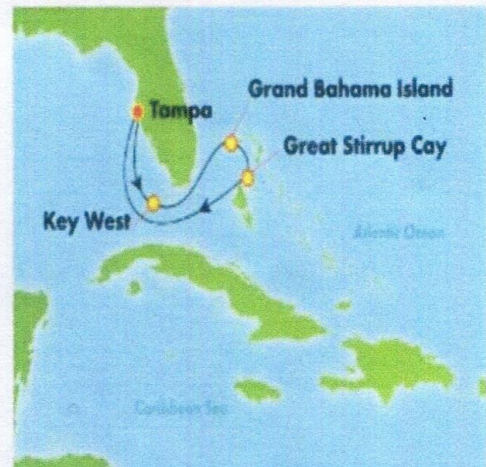 Grand Bahama Island
Tampa
Great Stirrup Cay
Key West
Atlantic Ocean
Caribbean Sea